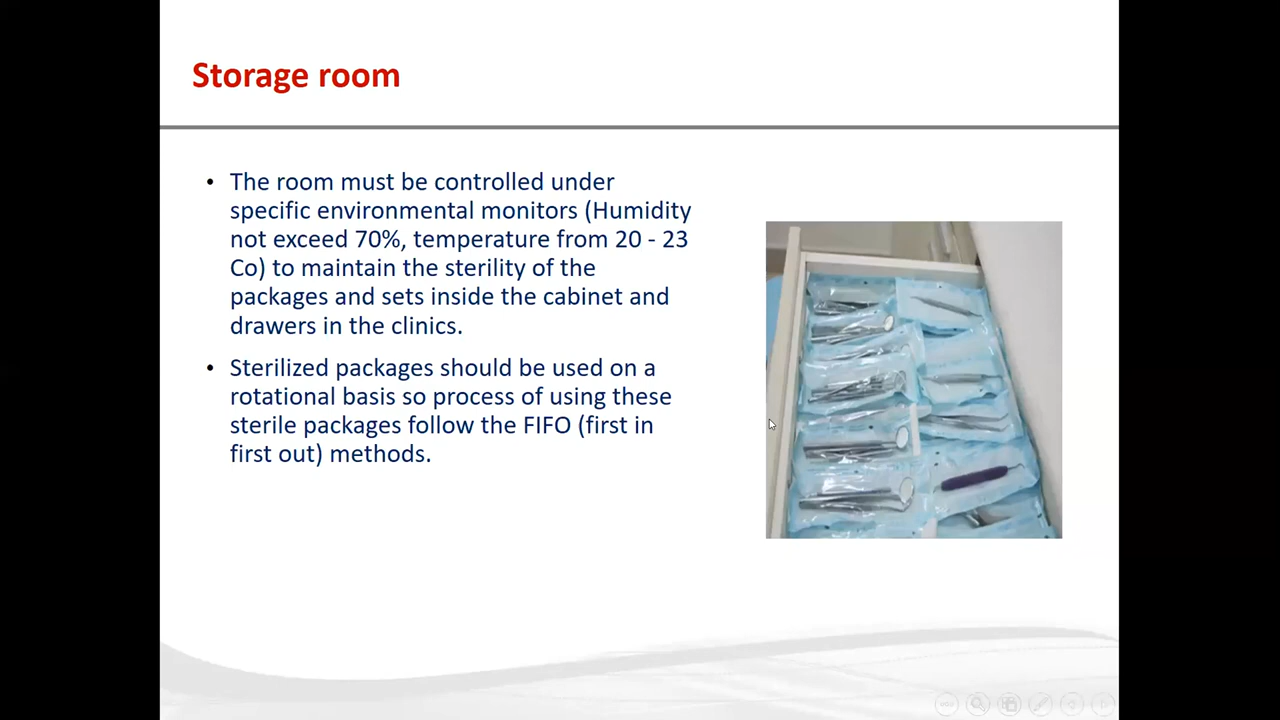 Storage room
• The room must be controlled under
specific environmental monitors (Humidity
not exceed 70%, temperature from 20 - 23
Co) to maintain the sterility of the
packages and sets inside the cabinet and
drawers in the clinics.
• Sterilized packages should be used on a
rotational basis so process of using these
sterile packages follow the FIFO (first in
first out) methods.